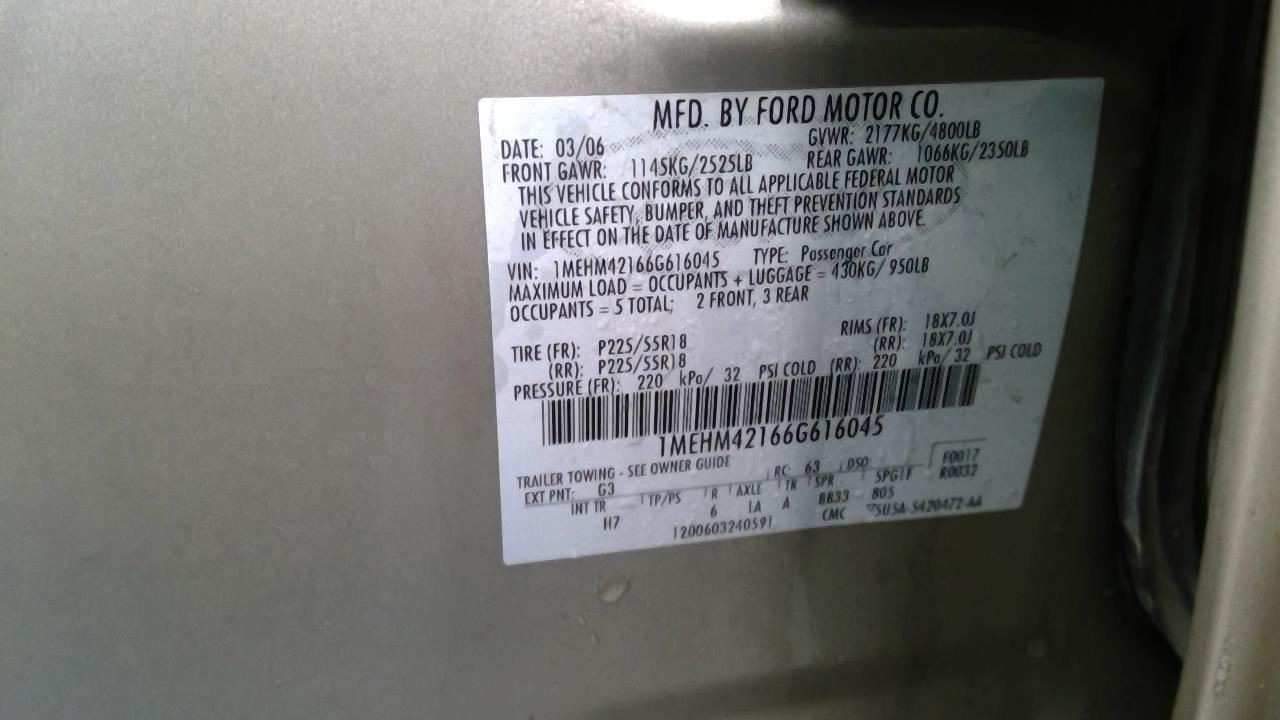 MFD. BY FORD MOTOR CO.
DATE: 03/06 GVWR: 2177KG/4800LB
FRONT GAWR: 1145KG/2525LB REAR GAWR: 1066KG/2350LB
THIS VEHICLE CONFORMS TO ALL APPLICABLE FEDERAL MOTOR
VEHICLE SAFETY, BUMPER, AND THEFT PREVENTION STANDARDS
IN EFFECT ON THE DATE OF MANUFACTURE SHOWN ABOVE.
VIN: 1MEHM42166G616045 TYPE: Passenger Car
MAXIMUM LOAD = OCCUPANTS + LUGGAGE = 430KG/ 950LB
OCCUPANTS = 5 TOTAL; 2 FRONT, 3 REAR
TIRE (FR): P225/55R18 RIMS (FR): 18X7.0J
(RR): P225/55R18 (RR): 18X7.0J
PRESSURE (FR): 220 kPa/ 32 PSI COLD (RR): 220 kPa/ 32 PSI COLD
1MEHM42166G616045
TRAILER TOWING - SEE OWNER GUIDE F0017
EXT PNT: G3 RC: 63 DSO: R0032
INT TR TP/PS R AXLE TR SPR SPGTF
H7 6 1A A BB33 805
1200603240591 CMC 5U5A-5420472-AA